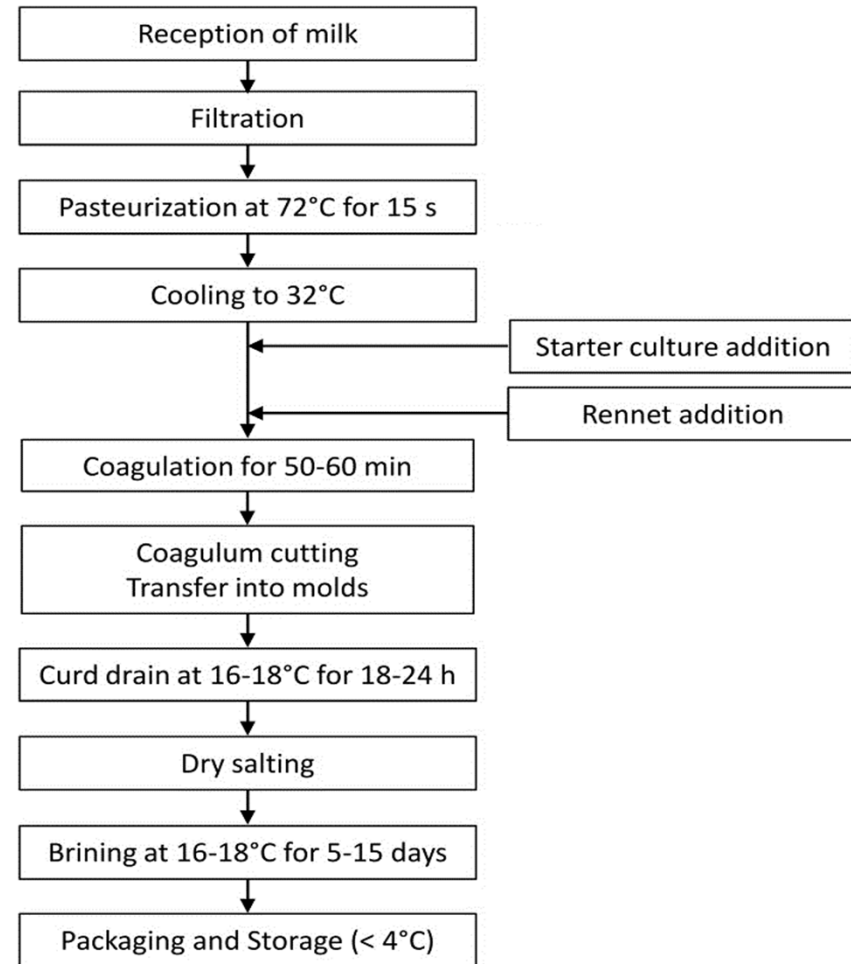 Reception of milk
Filtration
Pasteurization at 72°C for 15 s
Cooling to 32°C
Starter culture addition
Rennet addition
Coagulation for 50-60 min
Coagulum cutting
Transfer into molds
Curd drain at 16-18°C for 18-24 h
Dry salting
Brining at 16-18°C for 5-15 days
Packaging and Storage (< 4°C)